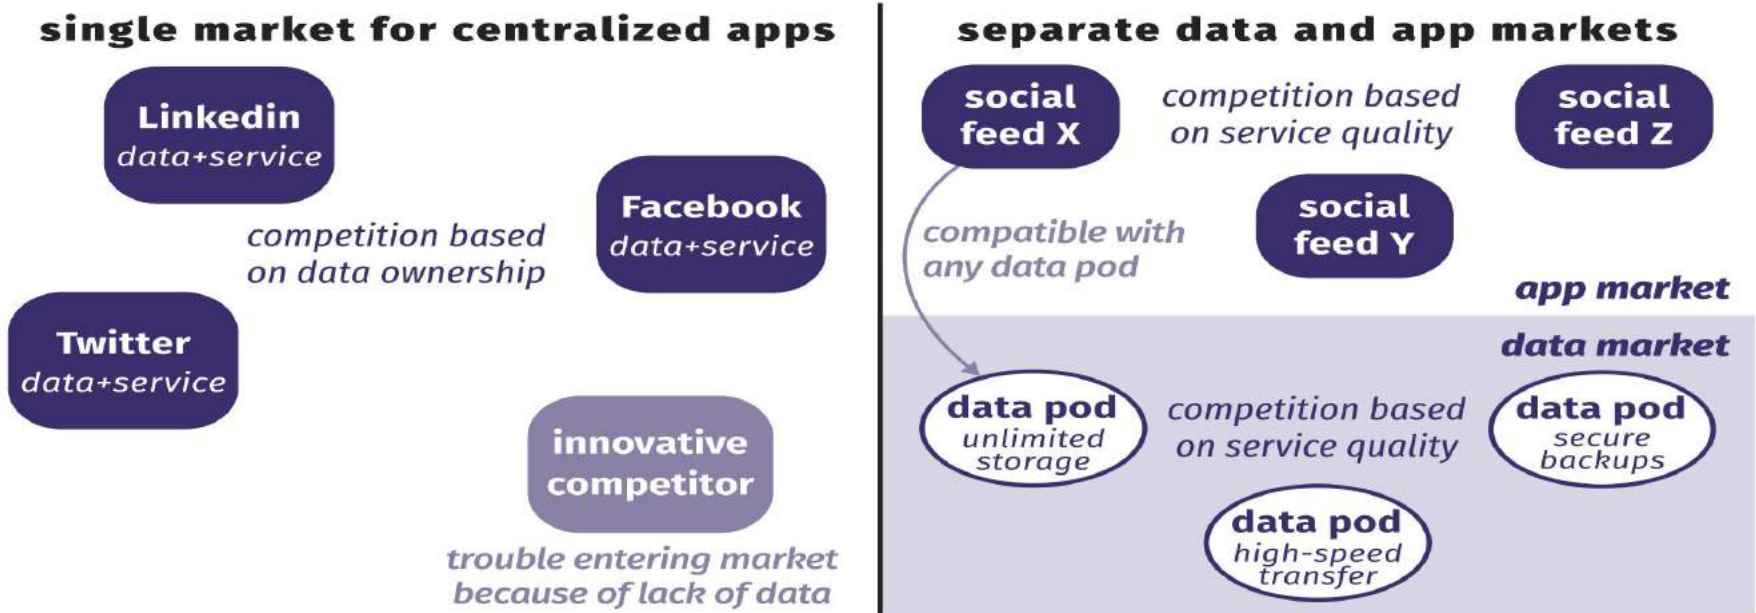 single market for centralized apps
Linkedin
data+service
Facebook
data+service
competition based
on data ownership
Twitter
data+service
innovative
competitor
trouble entering market
because of lack of data
separate data and app markets
social
feed X
competition based
on service quality
social
feed Z
social
feed Y
compatible with
any data pod
app market
data market
data pod
unlimited
storage
competition based
on service quality
data pod
secure
backups
data pod
high-speed
transfer